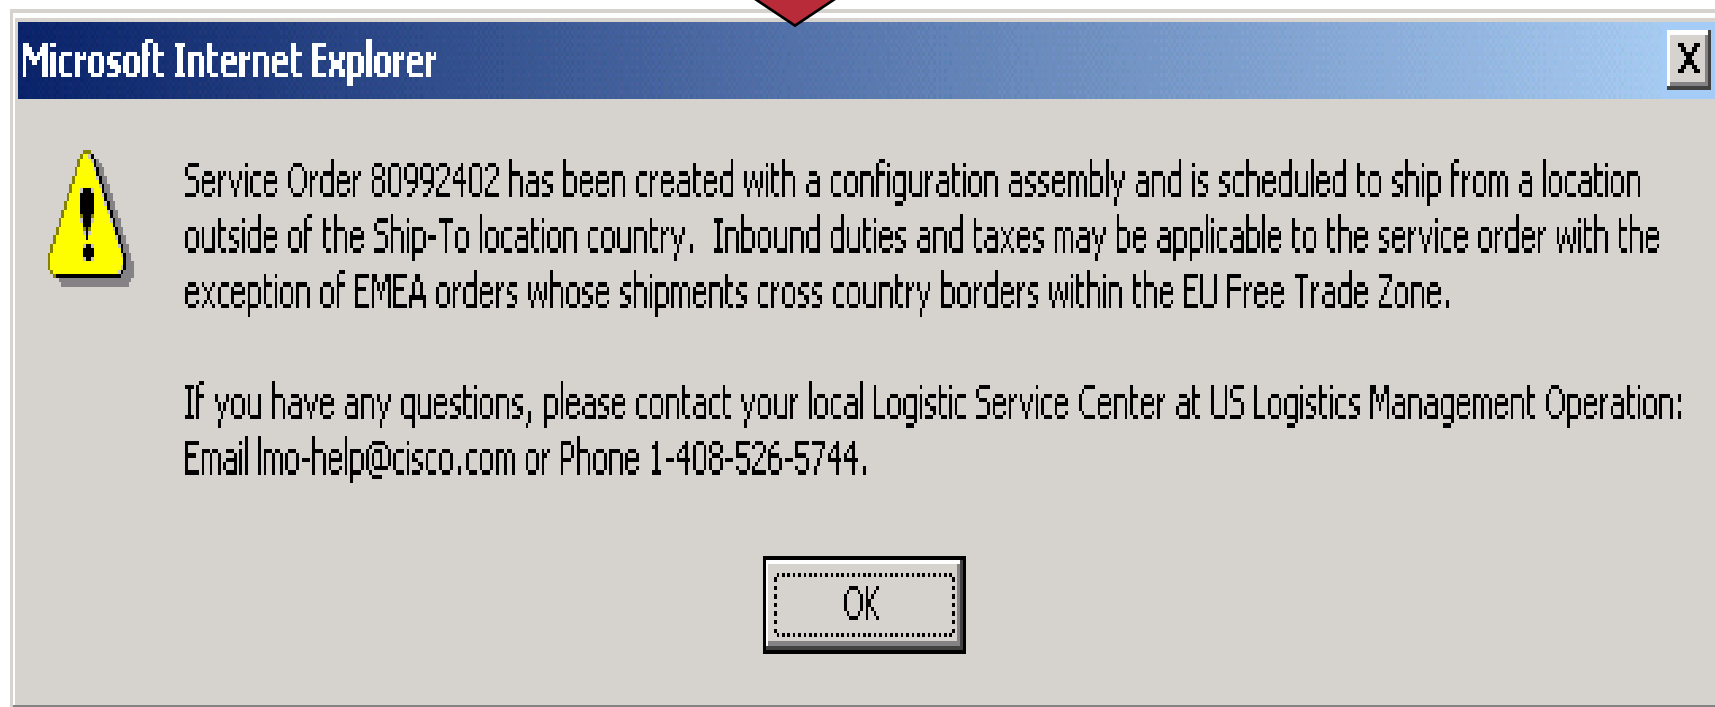 Microsoft Internet Explorer
X
Service Order 80992402 has been created with a configuration assembly and is scheduled to ship from a location
outside of the Ship-To location country.  Inbound duties and taxes may be applicable to the service order with the
exception of EMEA orders whose shipments cross country borders within the EU Free Trade Zone.
If you have any questions, please contact your local Logistic Service Center at US Logistics Management Operation:
Email lmo-help@cisco.com or Phone 1-408-526-5744.
OK